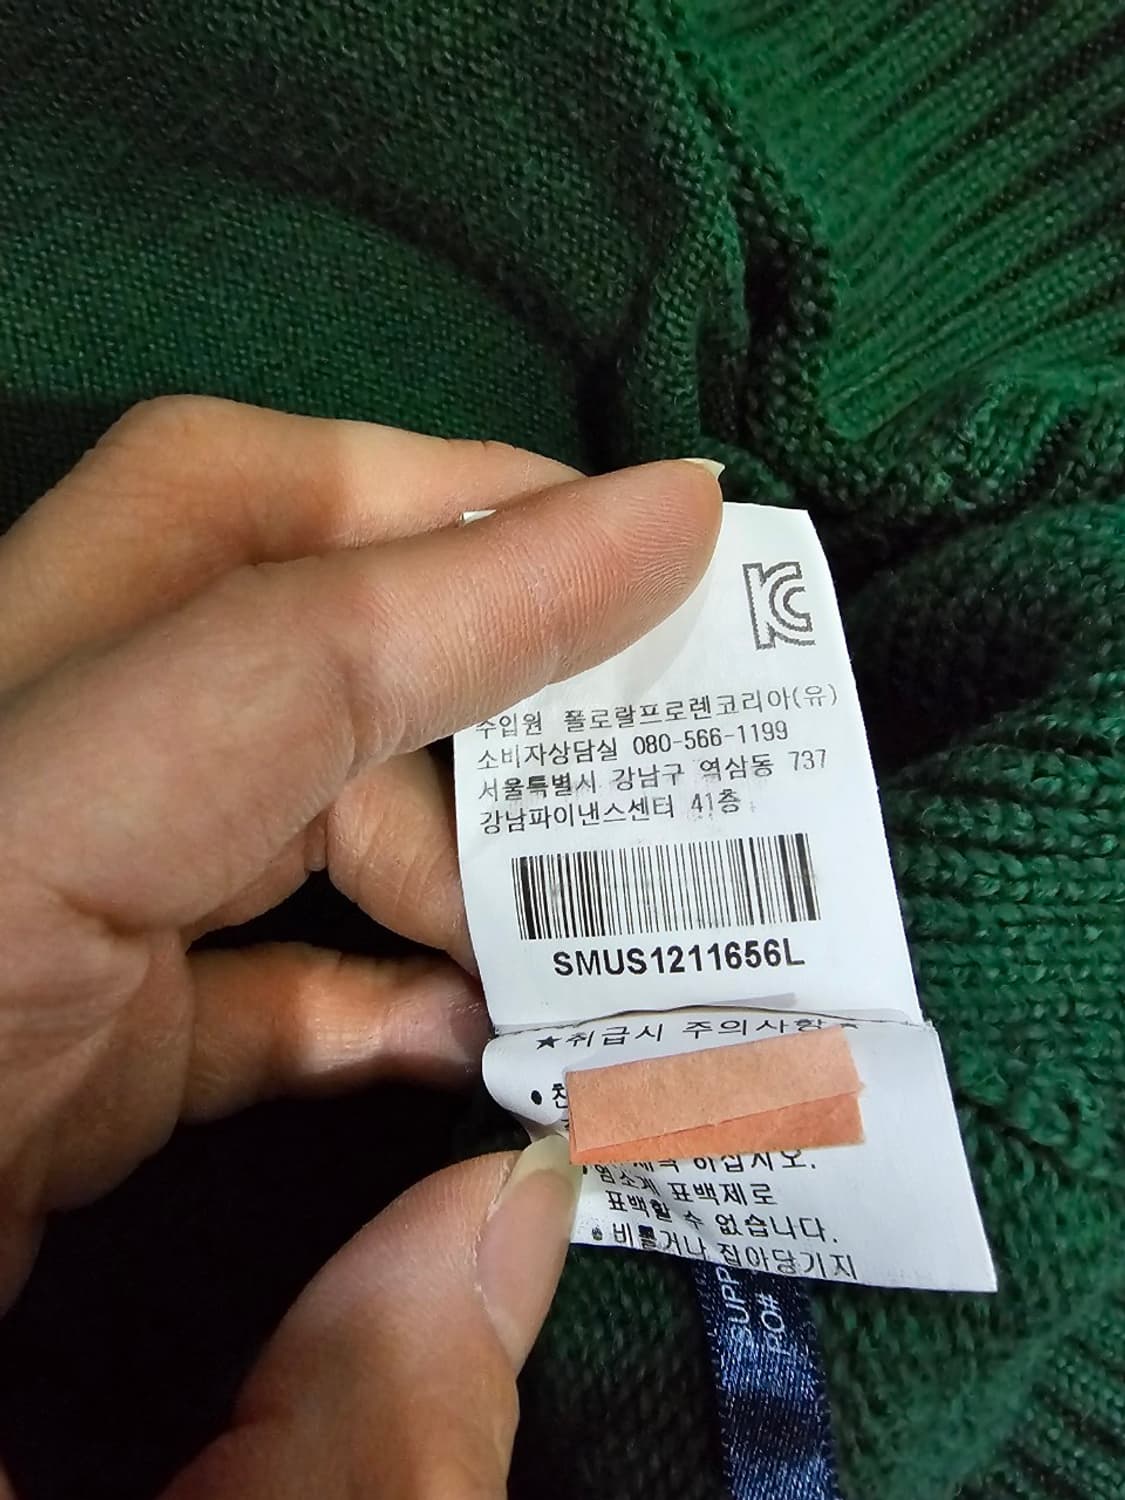 KC
수입원 폴로랄프로렌코리아(유)
소비자상담실 080-566-1199
서울특별시 강남구 역삼동 737
강남파이낸스센터 41층
SMUS1211656L
★취급시 주의사항★
하십시오.
염소계 표백제로
표백할 수 없습니다.
• 비틀거나 잡아당기지
SUPP
PO#